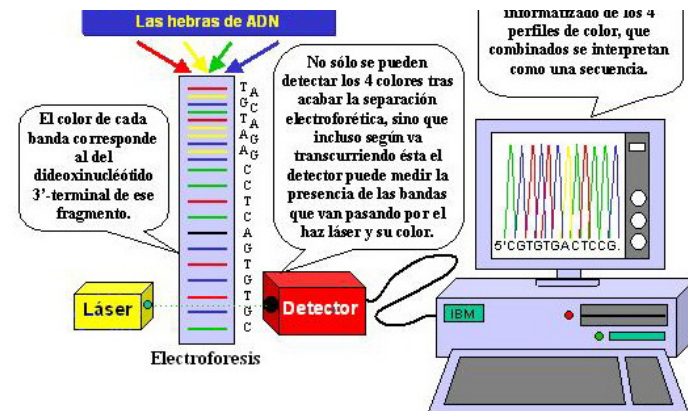 Las hebras de ADN
informatizado de los 4
perfiles de color, que
combinados se interpretan
como una secuencia.
No sólo se pueden
detectar los 4 colores tras
acabar la separación
electroforética, sino que
incluso según va
transcurriendo ésta el
detector puede medir la
presencia de las bandas
que van pasando por el
haz láser y su color.
El color de cada
banda corresponde
al del
dideoxinucléótido
3'-terminal de ese
fragmento.
T
A
G
C
T
A
A
G
A
G
C
C
T
C
A
G
T
G
T
G
C
5'CGTGTGACTCCG.
Láser
Detector
IBM
Electroforesis